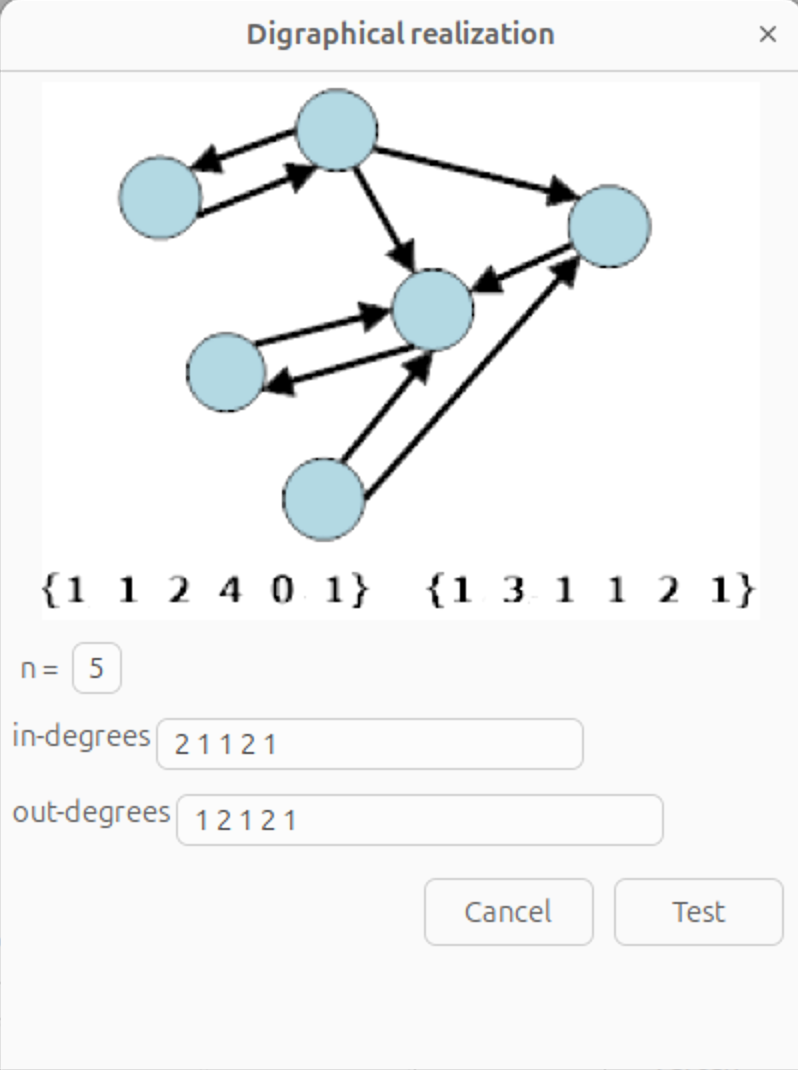 Digraphical realization ×
{1 1 2 4 0 1} {1 3 1 1 2 1}
n = 5
in-degrees 2 1 1 2 1
out-degrees 1 2 1 2 1
Cancel Test